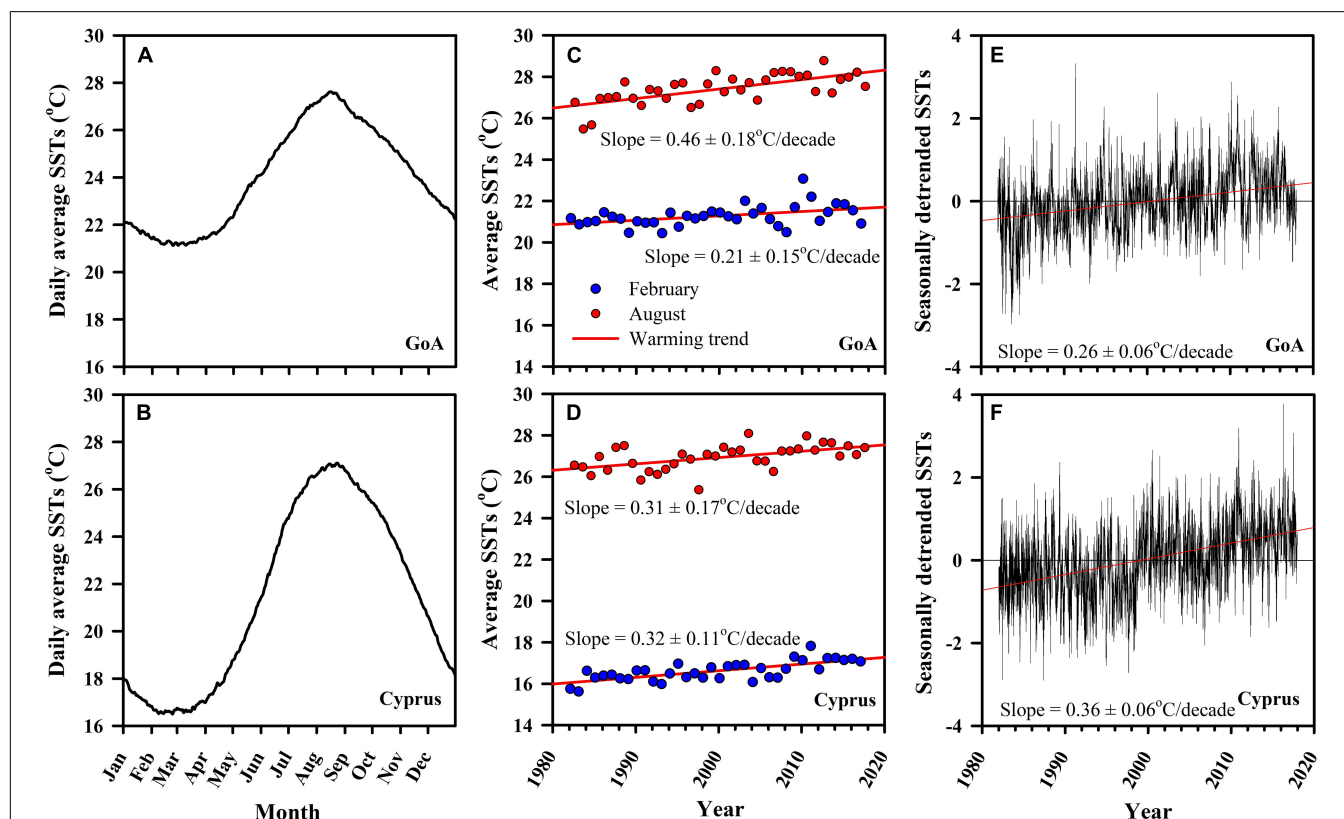 A
Daily average SSTs (°C)
30
28
26
24
22
20
18
16
GoA
B
Daily average SSTs (°C)
30
28
26
24
22
20
18
16
Cyprus
Jan
Feb
Mar
Apr
May
Jun
Jul
Aug
Sep
Oct
Nov
Dec
Month
C
Average SSTs (°C)
30
28
26
24
22
20
18
16
14
Slope = 0.46 ± 0.18°C/decade
Slope = 0.21 ± 0.15°C/decade
February
August
Warming trend
GoA
D
Average SSTs (°C)
30
28
26
24
22
20
18
16
14
Slope = 0.31 ± 0.17°C/decade
Slope = 0.32 ± 0.11°C/decade
Cyprus
1980
1990
2000
2010
2020
Year
E
Seasonally detrended SSTs
4
2
0
-2
-4
Slope = 0.26 ± 0.06°C/decade
GoA
F
Seasonally detrended SSTs
4
2
0
-2
-4
Slope = 0.36 ± 0.06°C/decade
Cyprus
1980
1990
2000
2010
2020
Year